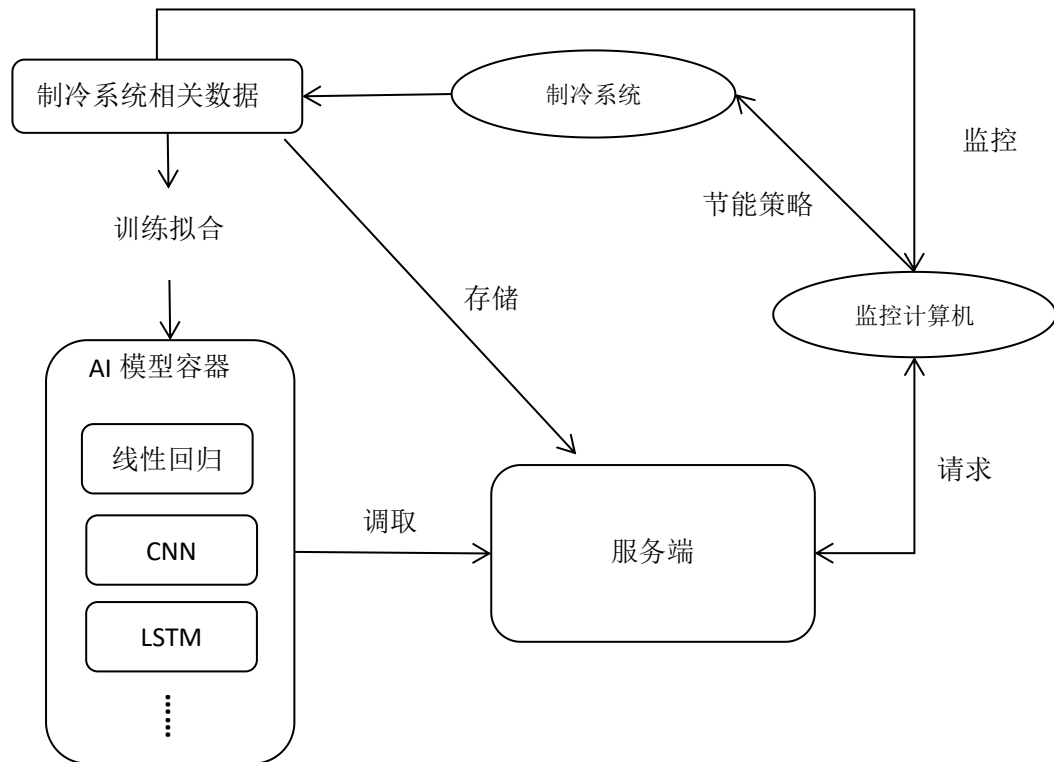 制冷系统相关数据
制冷系统
监控
节能策略
训练拟合
存储
监控计算机
AI 模型容器
线性回归
请求
调取
CNN
服务端
LSTM